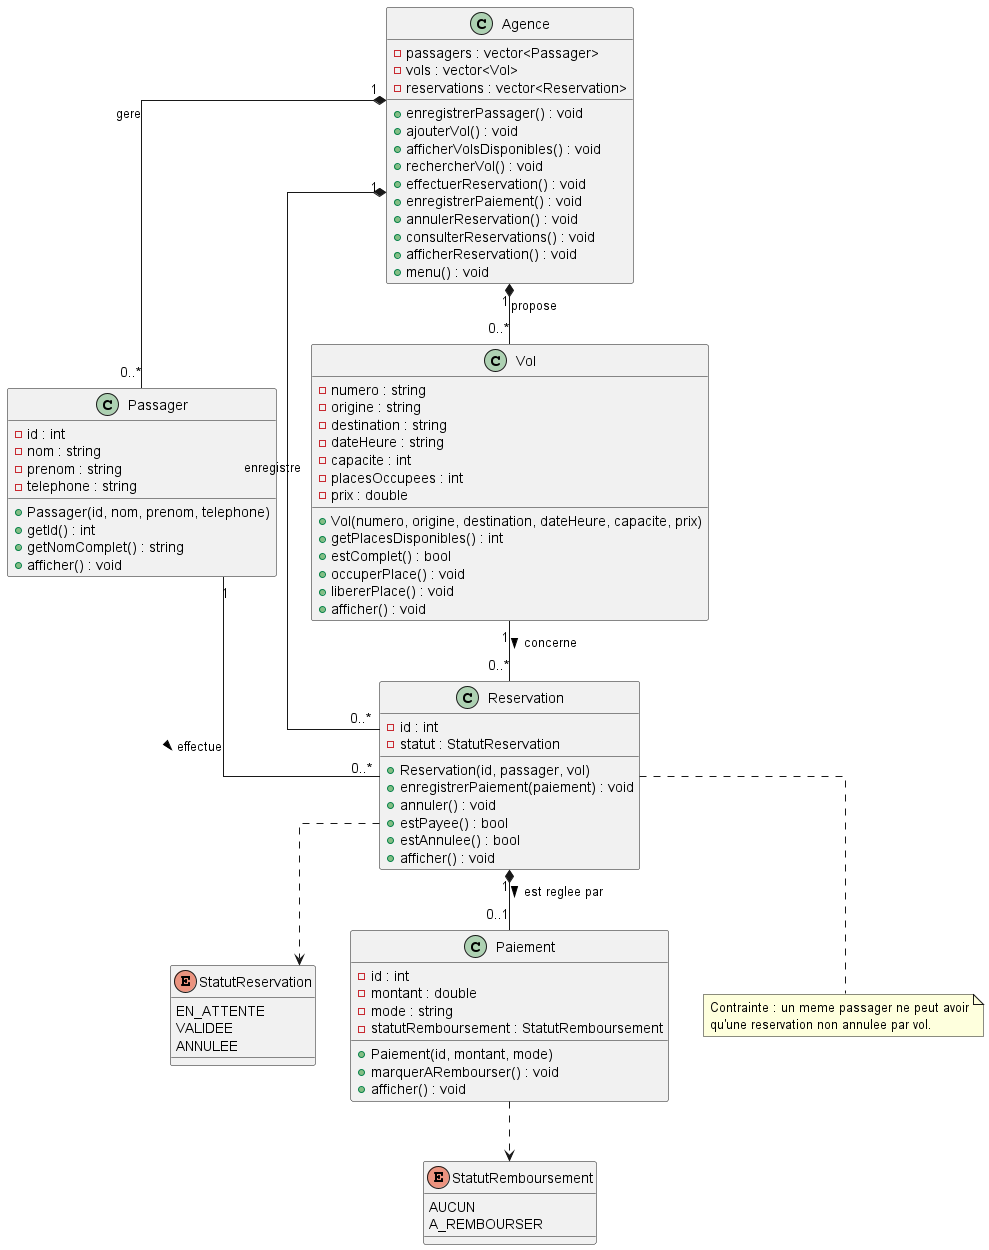 C Agence
passagers : vector<Passager>
vols : vector<Vol>
reservations : vector<Reservation>
enregistrerPassager() : void
ajouterVol() : void
afficherVolsDisponibles() : void
rechercherVol() : void
effectuerReservation() : void
enregistrerPaiement() : void
annulerReservation() : void
consulterReservations() : void
afficherReservation() : void
menu() : void
1
gere
0..*
1
enregistre
0..*
1
propose
0..*
C Passager
id : int
nom : string
prenom : string
telephone : string
Passager(id, nom, prenom, telephone)
getId() : int
getNomComplet() : string
afficher() : void
C Vol
numero : string
origine : string
destination : string
dateHeure : string
capacite : int
placesOccupees : int
prix : double
Vol(numero, origine, destination, dateHeure, capacite, prix)
getPlacesDisponibles() : int
estComplet() : bool
occuperPlace() : void
libererPlace() : void
afficher() : void
1
effectue
0..*
1
concerne
0..*
C Reservation
id : int
statut : StatutReservation
Reservation(id, passager, vol)
enregistrerPaiement(paiement) : void
annuler() : void
estPayee() : bool
estAnnulee() : bool
afficher() : void
1
est reglee par
0..1
E StatutReservation
EN_ATTENTE
VALIDEE
ANNULEE
C Paiement
id : int
montant : double
mode : string
statutRemboursement : StatutRemboursement
Paiement(id, montant, mode)
marquerARembourser() : void
afficher() : void
Contrainte : un meme passager ne peut avoir
qu'une reservation non annulee par vol.
E StatutRemboursement
AUCUN
A_REMBOURSER